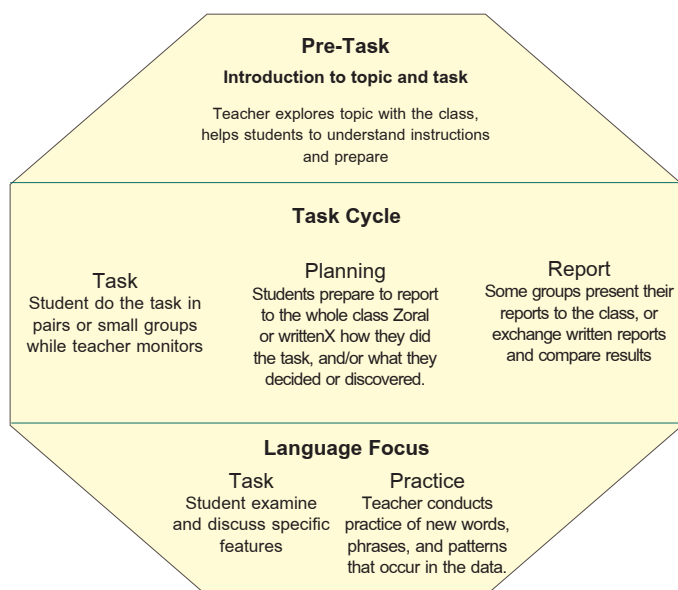 Pre-Task
Introduction to topic and task
Teacher explores topic with the class,
helps students to understand instructions
and prepare
Task Cycle
Task
Student do the task in
pairs or small groups
while teacher monitors
Planning
Students prepare to report
to the whole class Zoral
or writtenX how they did
the task, and/or what they
decided or discovered.
Report
Some groups present their
reports to the class, or
exchange written reports
and compare results
Language Focus
Task
Student examine
and discuss specific
features
Practice
Teacher conducts
practice of new words,
phrases, and patterns
that occur in the data.